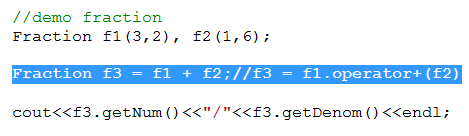 //demo fraction
Fraction f1(3,2), f2(1,6);
Fraction f3 = f1 + f2;//f3 = f1.operator+(f2)
cout<<f3.getNum()<<"/"<<f3.getDenom()<<endl;